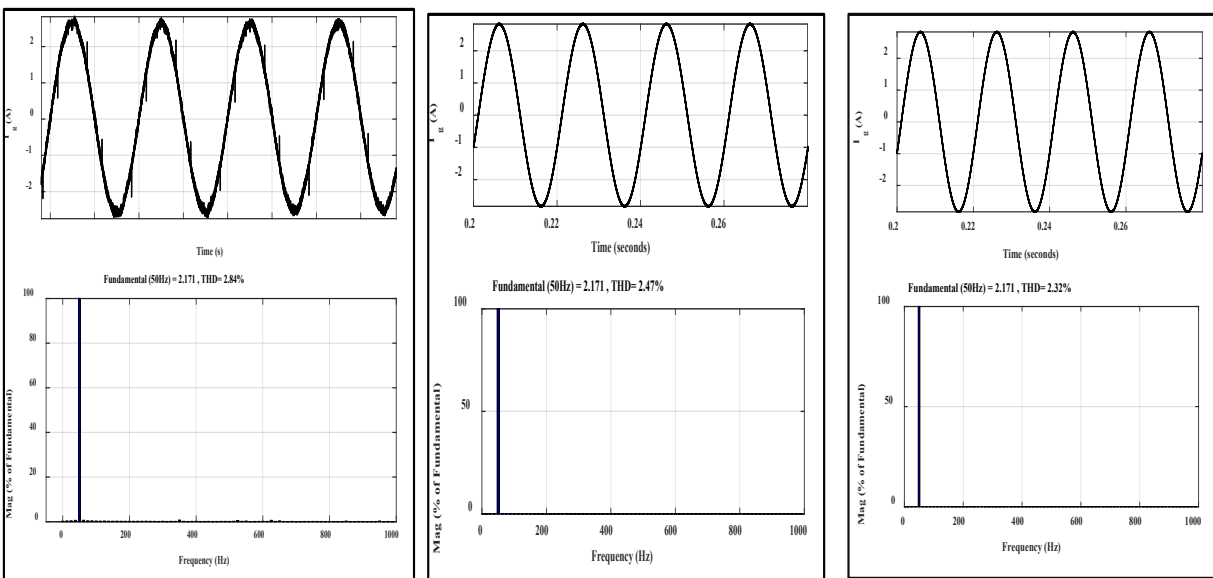 2
1
0
-1
-2
I g (A)
Time (s)
Fundamental (50Hz) = 2.171 , THD= 2.84%
100
80
60
40
20
0
Mag (% of Fundamental)
0 200 400 600 800 1000
Frequency (Hz)
2
1
0
-1
-2
I g (A)
0.2 0.22 0.24 0.26
Time (seconds)
Fundamental (50Hz) = 2.171 , THD= 2.47%
100
50
0
Mag (% of Fundamental)
0 200 400 600 800 1000
Frequency (Hz)
2
1
0
-1
-2
I g (A)
0.2 0.22 0.24 0.26
Time (seconds)
Fundamental (50Hz) = 2.171 , THD= 2.32%
100
50
0
Mag (% of Fundamental)
0 200 400 600 800 1000
Frequency (Hz)